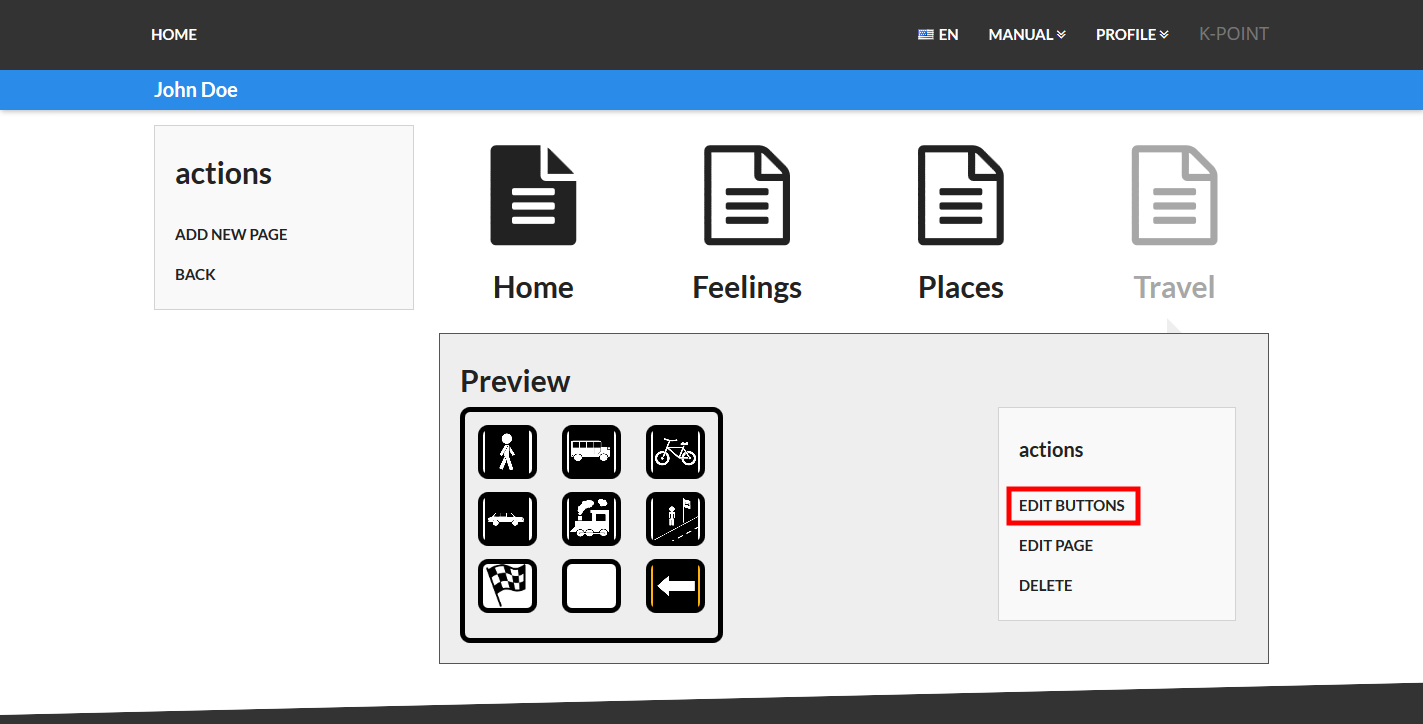 HOME
EN
MANUAL
PROFILE
K-POINT
John Doe
actions
ADD NEW PAGE
BACK
Home
Feelings
Places
Travel
Preview
actions
EDIT BUTTONS
EDIT PAGE
DELETE